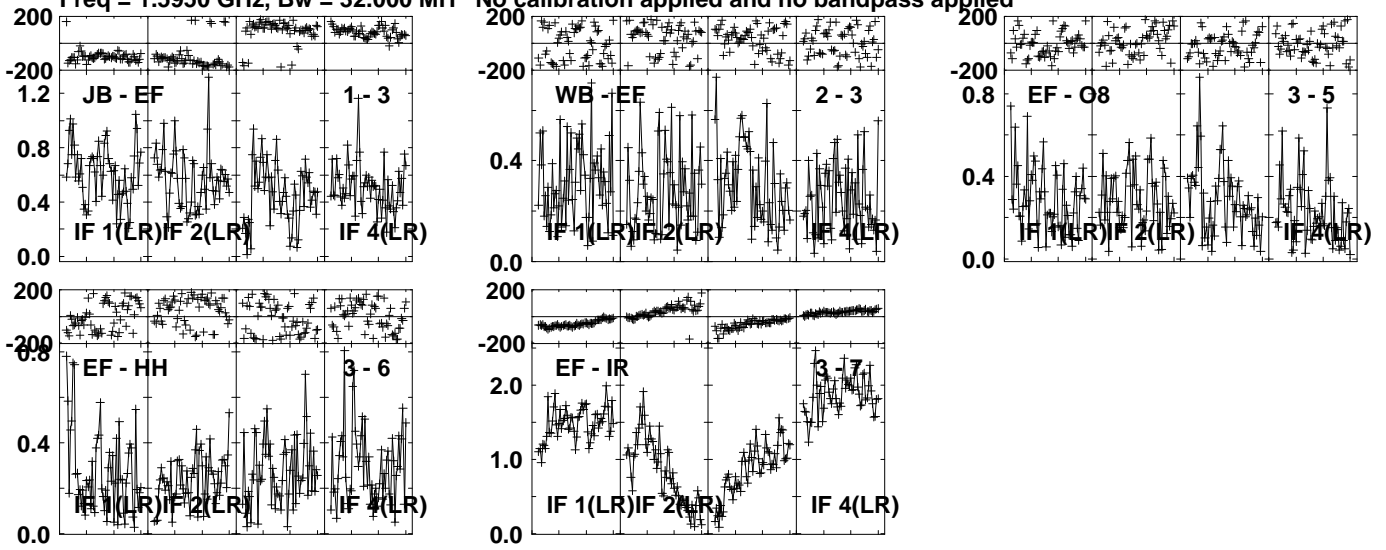 Freq = 1.5950 GHz, Bw = 32.000 MH No calibration applied and no bandpass applied
200
-200
JB - EF
1 - 3
1.2
0.8
0.4
0.0
IF 1(LR)
IF 2(LR)
IF 4(LR)
WB - EF
2 - 3
0.4
0.0
IF 1(LR)
IF 2(LR)
IF 4(LR)
200
-200
EF - O8
3 - 5
0.8
0.4
0.0
IF 1(LR)
IF 2(LR)
IF 4(LR)
200
-200
0.8
EF - HH
3 - 6
0.4
0.0
IF 1(LR)
IF 2(LR)
IF 4(LR)
200
-200
EF - IR
3 - 7
2.0
1.0
0.0
IF 1(LR)
IF 2(LR)
IF 4(LR)